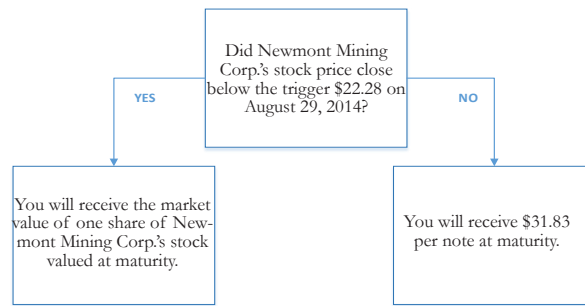 Did Newmont Mining
Corp.'s stock price close
below the trigger $22.28 on
August 29, 2014?
YES
NO
You will receive the market
value of one share of New-
mont Mining Corp.'s stock
valued at maturity.
You will receive $31.83
per note at maturity.